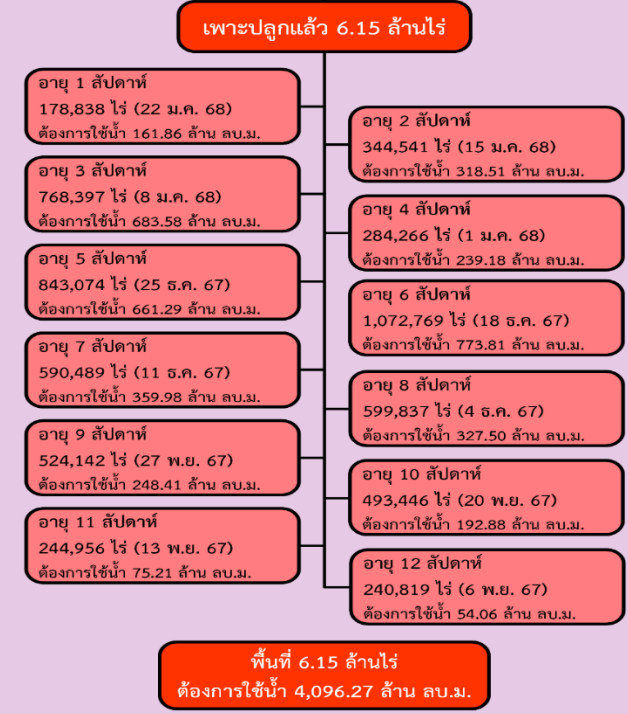 เพาะปลูกแล้ว 6.15 ล้านไร่
อายุ 1 สัปดาห์
178,838 ไร่ (22 ม.ค. 68)
ต้องการใช้น้ำ 161.86 ล้าน ลบ.ม.
อายุ 2 สัปดาห์
344,541 ไร่ (15 ม.ค. 68)
ต้องการใช้น้ำ 318.51 ล้าน ลบ.ม.
อายุ 3 สัปดาห์
768,397 ไร่ (8 ม.ค. 68)
ต้องการใช้น้ำ 683.58 ล้าน ลบ.ม.
อายุ 4 สัปดาห์
284,266 ไร่ (1 ม.ค. 68)
ต้องการใช้น้ำ 239.18 ล้าน ลบ.ม.
อายุ 5 สัปดาห์
843,074 ไร่ (25 ธ.ค. 67)
ต้องการใช้น้ำ 661.29 ล้าน ลบ.ม.
อายุ 6 สัปดาห์
1,072,769 ไร่ (18 ธ.ค. 67)
ต้องการใช้น้ำ 773.81 ล้าน ลบ.ม.
อายุ 7 สัปดาห์
590,489 ไร่ (11 ธ.ค. 67)
ต้องการใช้น้ำ 359.98 ล้าน ลบ.ม.
อายุ 8 สัปดาห์
599,837 ไร่ (4 ธ.ค. 67)
ต้องการใช้น้ำ 327.50 ล้าน ลบ.ม.
อายุ 9 สัปดาห์
524,142 ไร่ (27 พ.ย. 67)
ต้องการใช้น้ำ 248.41 ล้าน ลบ.ม.
อายุ 10 สัปดาห์
493,446 ไร่ (20 พ.ย. 67)
ต้องการใช้น้ำ 192.88 ล้าน ลบ.ม.
อายุ 11 สัปดาห์
244,956 ไร่ (13 พ.ย. 67)
ต้องการใช้น้ำ 75.21 ล้าน ลบ.ม.
อายุ 12 สัปดาห์
240,819 ไร่ (6 พ.ย. 67)
ต้องการใช้น้ำ 54.06 ล้าน ลบ.ม.
พื้นที่ 6.15 ล้านไร่
ต้องการใช้น้ำ 4,096.27 ล้าน ลบ.ม.